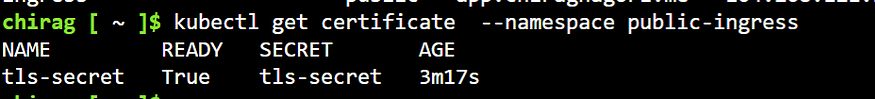 chirag [ ~ ]$ kubectl get certificate  --namespace public-ingress
NAME         READY   SECRET       AGE
tls-secret   True    tls-secret   3m17s